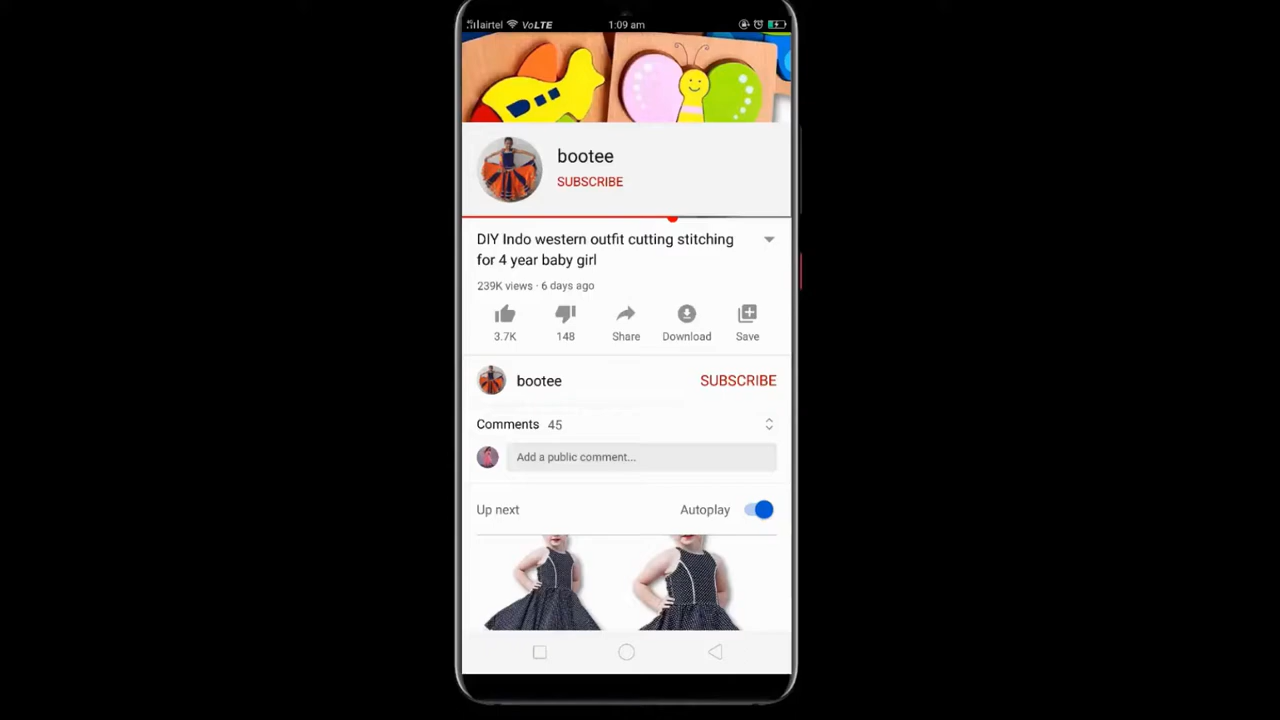 airtel VoLTE 1:09 am
bootee
SUBSCRIBE
DIY Indo western outfit cutting stitching
for 4 year baby girl
239K views · 6 days ago
3.7K 148 Share Download Save
bootee SUBSCRIBE
Comments 45
Add a public comment...
Up next Autoplay